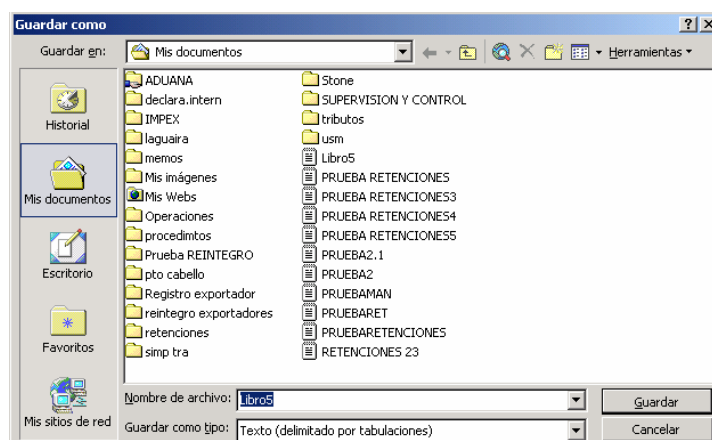 Guardar como
Guardar en:
Mis documentos
Herramientas
Historial
Mis documentos
Escritorio
Favoritos
Mis sitios de red
ADUANA
declara.intern
IMPEX
laguaira
memos
Mis imágenes
Mis Webs
Operaciones
procedimtos
Prueba REINTEGRO
pto cabello
Registro exportador
reintegro exportadores
retenciones
simp tra
Stone
SUPERVISION Y CONTROL
tributos
usm
Libro5
PRUEBA RETENCIONES
PRUEBA RETENCIONES3
PRUEBA RETENCIONES4
PRUEBA RETENCIONES5
PRUEBA2.1
PRUEBA2
PRUEBAMAN
PRUEBARET
PRUEBARETENCIONES
RETENCIONES 23
Nombre de archivo: Libro5
Guardar
Guardar como tipo: Texto (delimitado por tabulaciones)
Cancelar